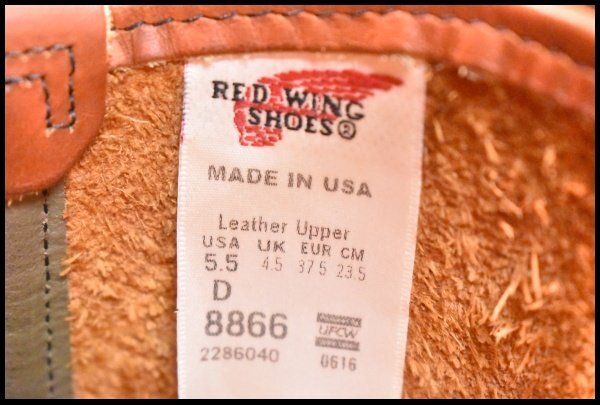 RED WING
SHOES®
MADE IN USA
Leather Upper
USA UK EUR CM
5.5 4.5 37 5 23.5
D
8866
UFCW
2286040 0616